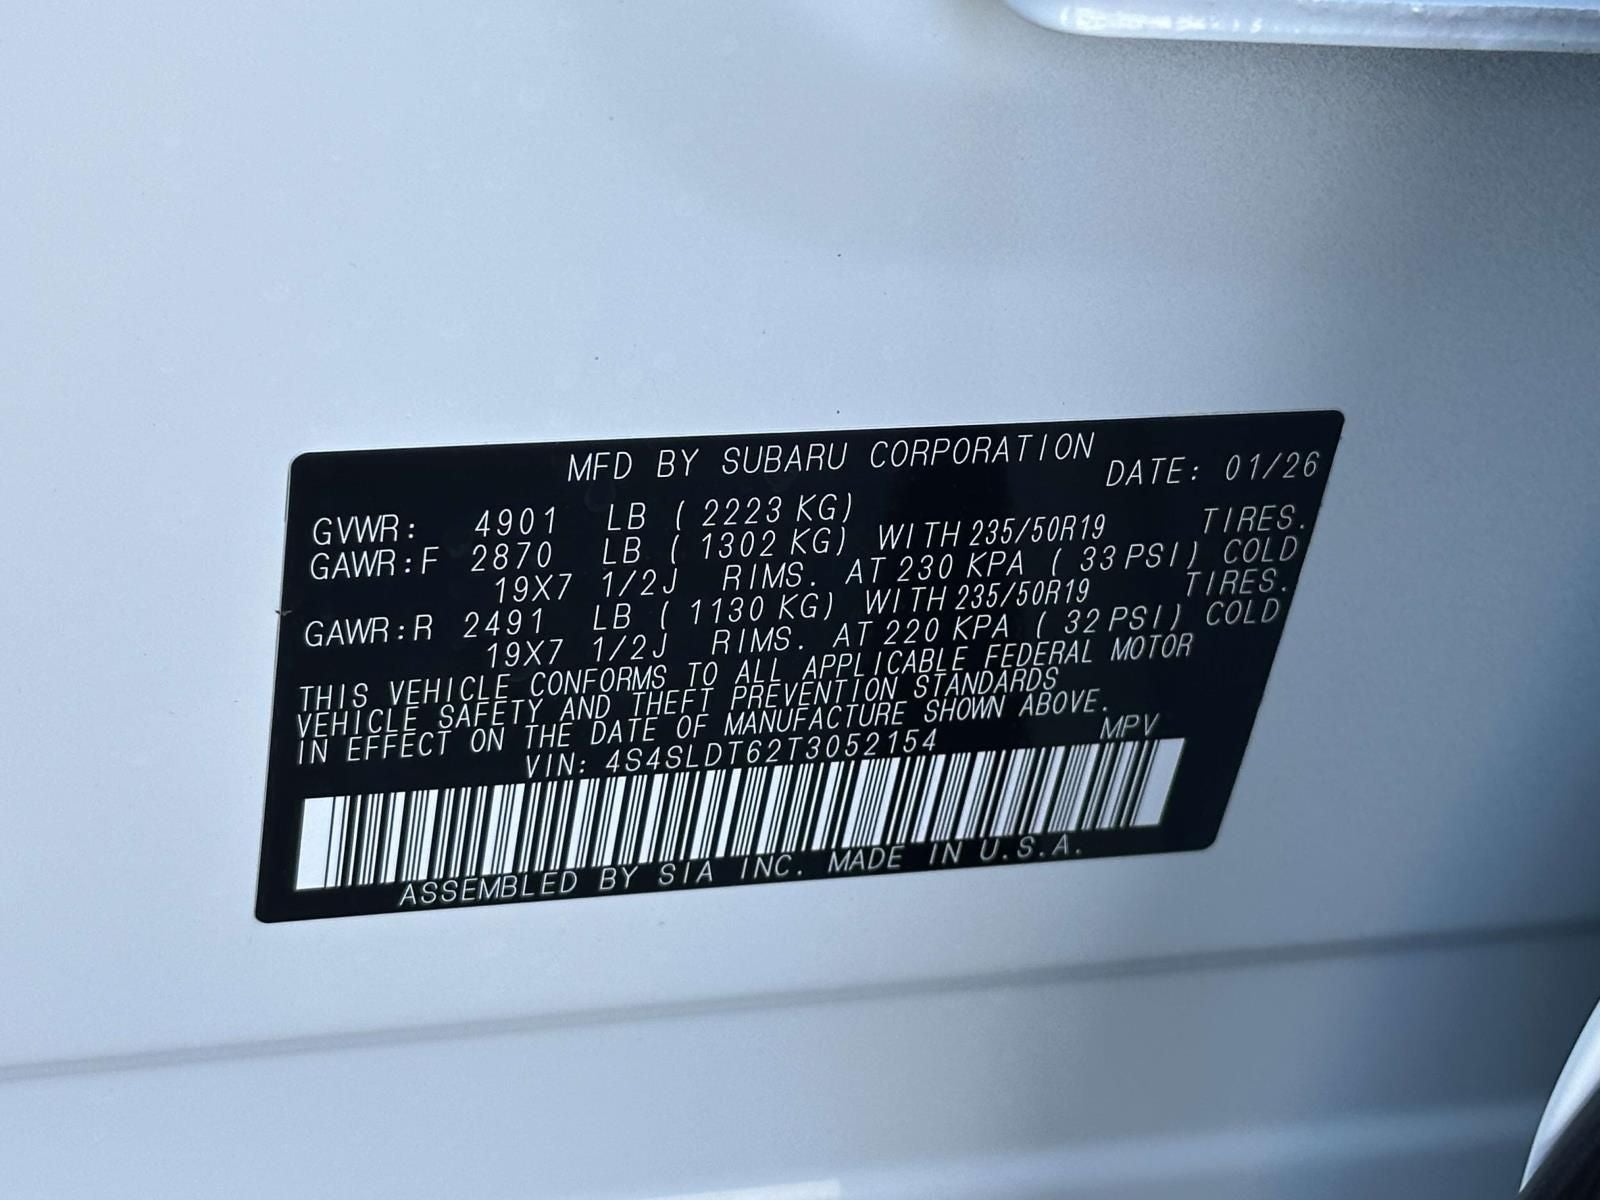 MFD BY SUBARU CORPORATION DATE: 01/26
GVWR: 4901 LB ( 2223 KG)
GAWR:F 2870 LB ( 1302 KG) WITH 235/50R19 TIRES.
19X7 1/2J RIMS. AT 230 KPA ( 33 PSI) COLD
GAWR:R 2491 LB ( 1130 KG) WITH 235/50R19 TIRES.
19X7 1/2J RIMS. AT 220 KPA ( 32 PSI) COLD
THIS VEHICLE CONFORMS TO ALL APPLICABLE FEDERAL MOTOR
VEHICLE SAFETY AND THEFT PREVENTION STANDARDS
IN EFFECT ON THE DATE OF MANUFACTURE SHOWN ABOVE.
VIN: 4S4SLDT62T3052154 MPV
ASSEMBLED BY SIA INC. MADE IN U.S.A.